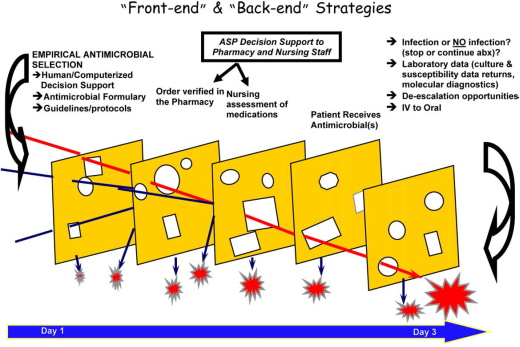 "Front-end" & "Back-end" Strategies
EMPIRICAL ANTIMICROBIAL
SELECTION
➔Human/Computerized
Decision Support
➔Antimicrobial Formulary
➔Guidelines/protocols
ASP Decision Support to
Pharmacy and Nursing Staff
Order verified in
the Pharmacy
Nursing
assessment of
medications
Patient Receives
Antimicrobial(s)
➔Infection or NO infection?
(stop or continue abx)?
➔Laboratory data (culture &
susceptibility data returns,
molecular diagnostics)
➔De-escalation opportunities
➔IV to Oral
Day 1
Day 3